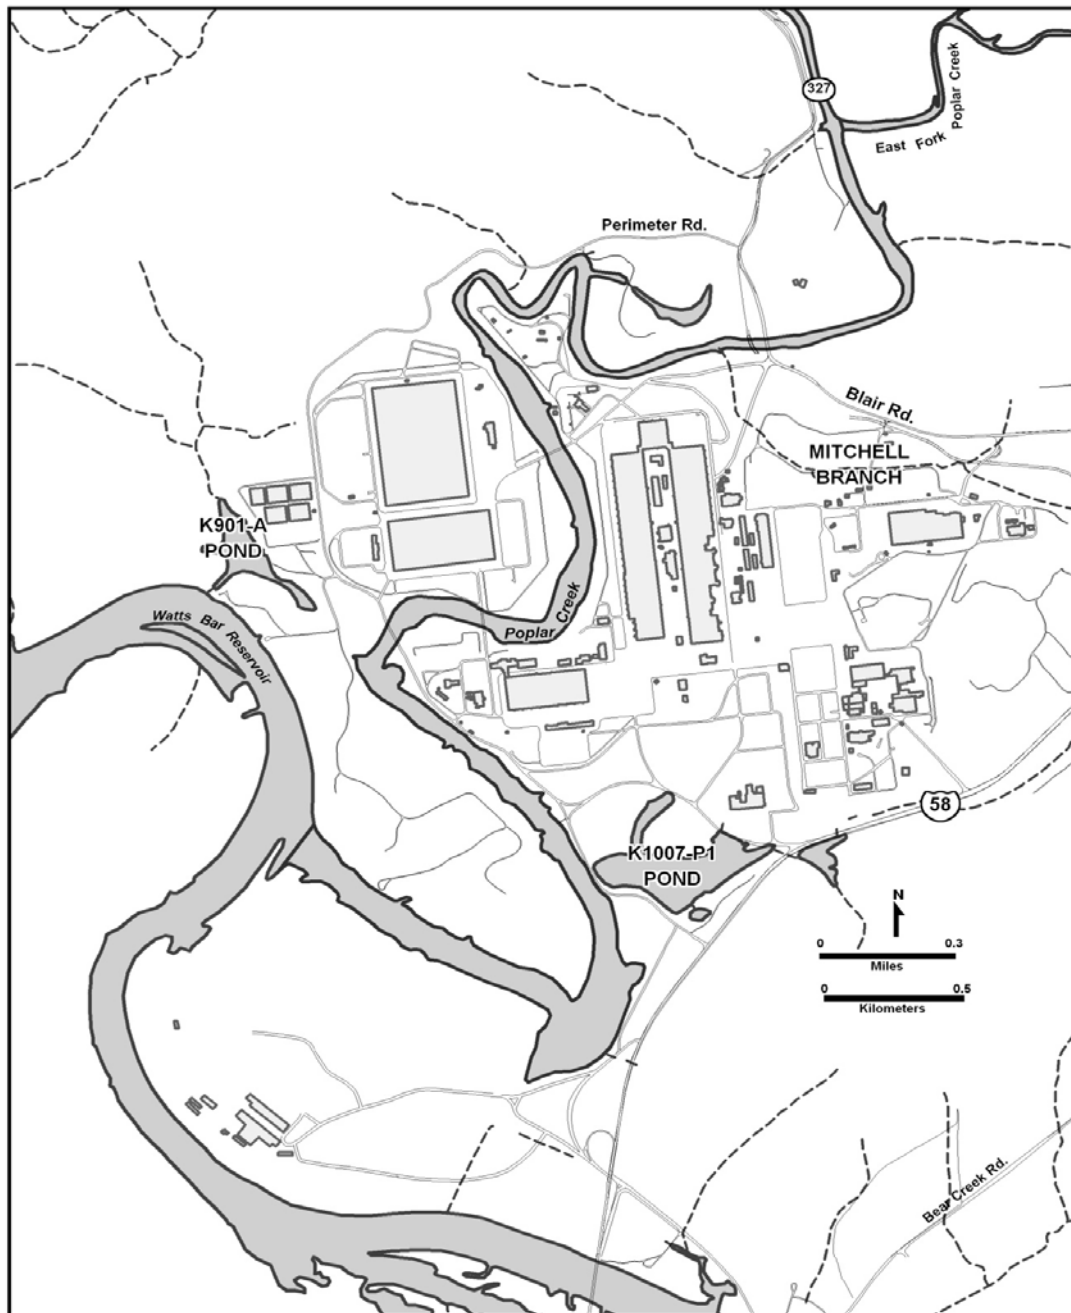 327
East Fork Poplar Creek
Perimeter Rd.
Blair Rd.
MITCHELL
BRANCH
K901-A
POND
Watts Bar Reservoir
Poplar Creek
58
K1007-P1
POND
N
0 0.3
Miles
0 0.5
Kilometers
Bear Creek Rd.